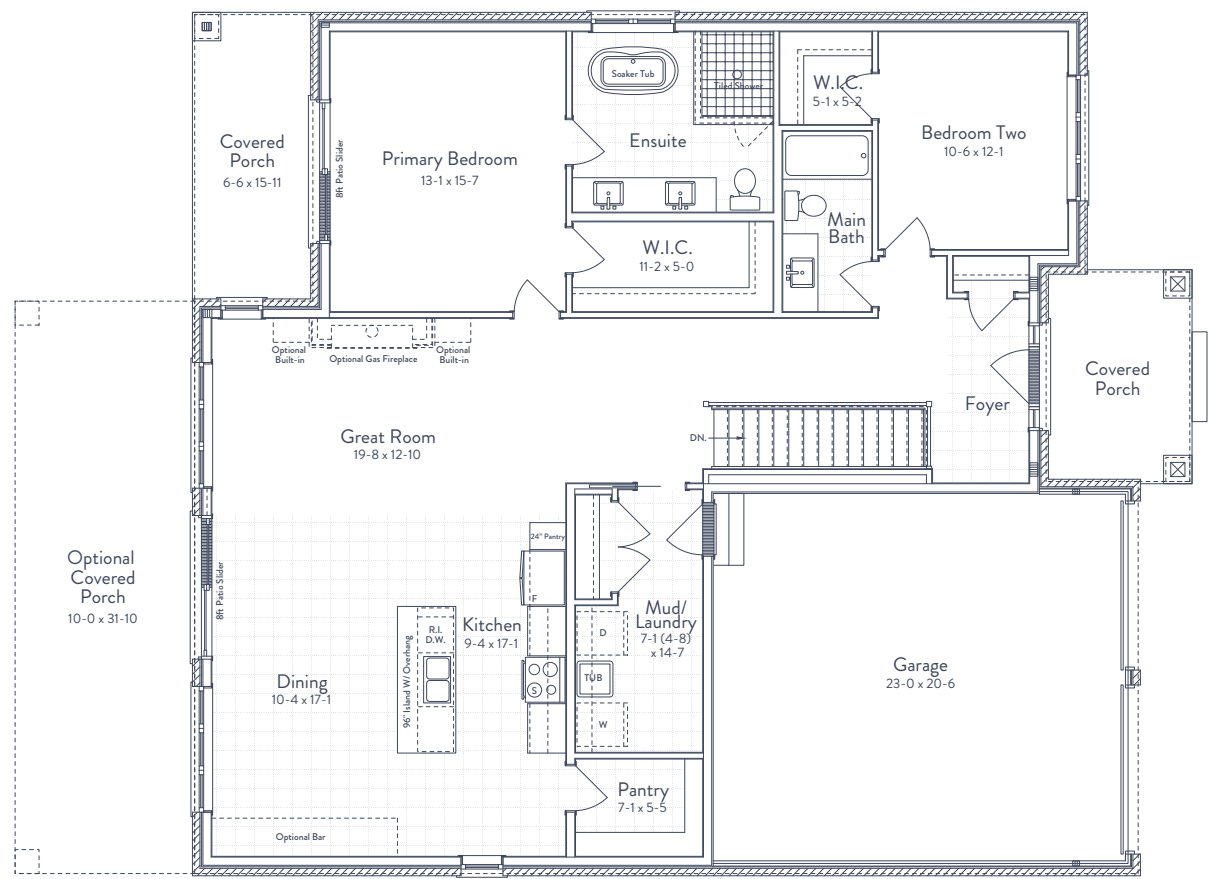 Soaker Tub
Tiled Shower
W.I.C.
5-1 x 5-2
Covered
Porch
6-6 x 15-11
8ft Patio Slider
Primary Bedroom
13-1 x 15-7
Ensuite
Bedroom Two
10-6 x 12-1
Main
Bath
W.I.C.
11-2 x 5-0
Optional
Built-in
Optional Gas Fireplace
Optional
Built-in
Covered
Porch
Foyer
Great Room
19-8 x 12-10
DN.
Optional
Covered
Porch
10-0 x 31-10
8ft Patio Slider
24" Pantry
F
Kitchen
9-4 x 17-1
R.I.
D.W.
96" Island W/ Overhang
S
Dining
10-4 x 17-1
Mud/
Laundry
7-1 (4-8)
x 14-7
D
TUB
W
Garage
23-0 x 20-6
Pantry
7-1 x 5-5
Optional Bar